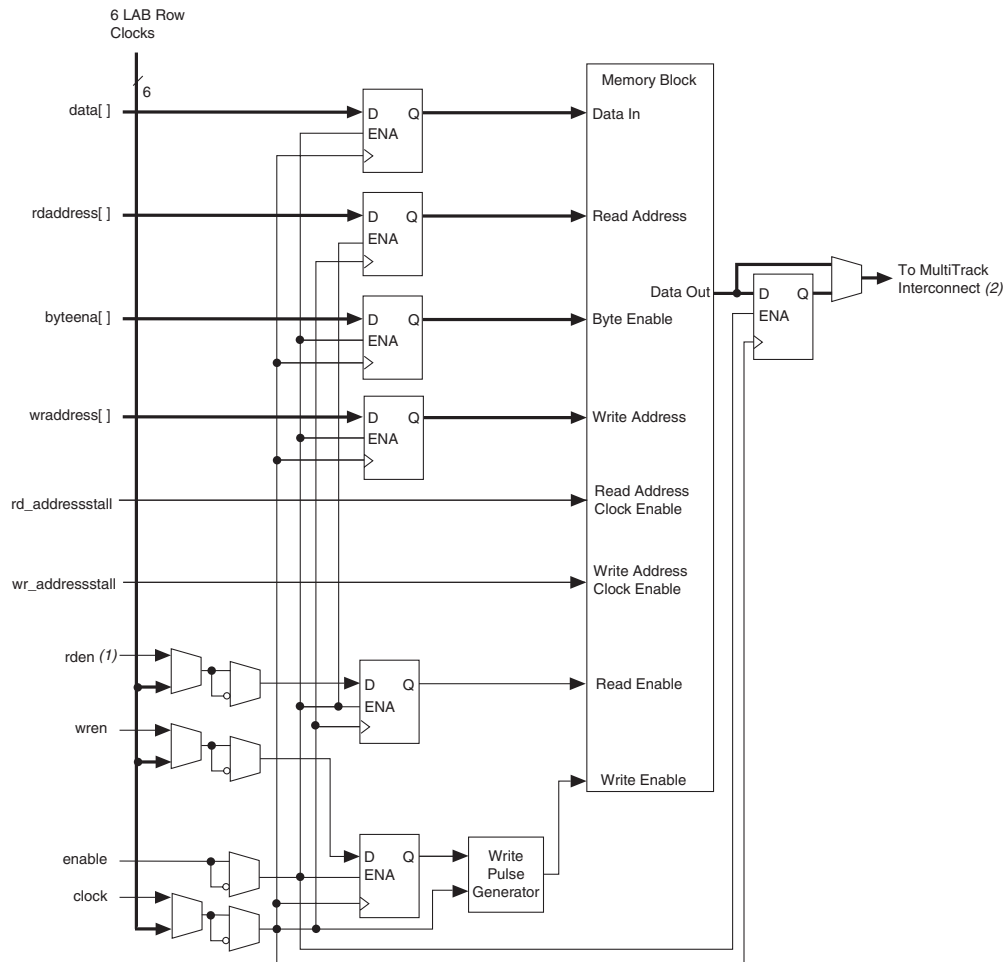 6 LAB Row
Clocks
6
Memory Block
data[ ]
D Q
ENA
Data In
rdaddress[ ]
D Q
ENA
Read Address
To MultiTrack
Interconnect (2)
Data Out
D Q
ENA
byteena[ ]
D Q
ENA
Byte Enable
wraddress[ ]
D Q
ENA
Write Address
rd_addressstall
Read Address
Clock Enable
wr_addressstall
Write Address
Clock Enable
rden (1)
D Q
ENA
Read Enable
wren
Write Enable
enable
D Q
ENA
Write
Pulse
Generator
clock